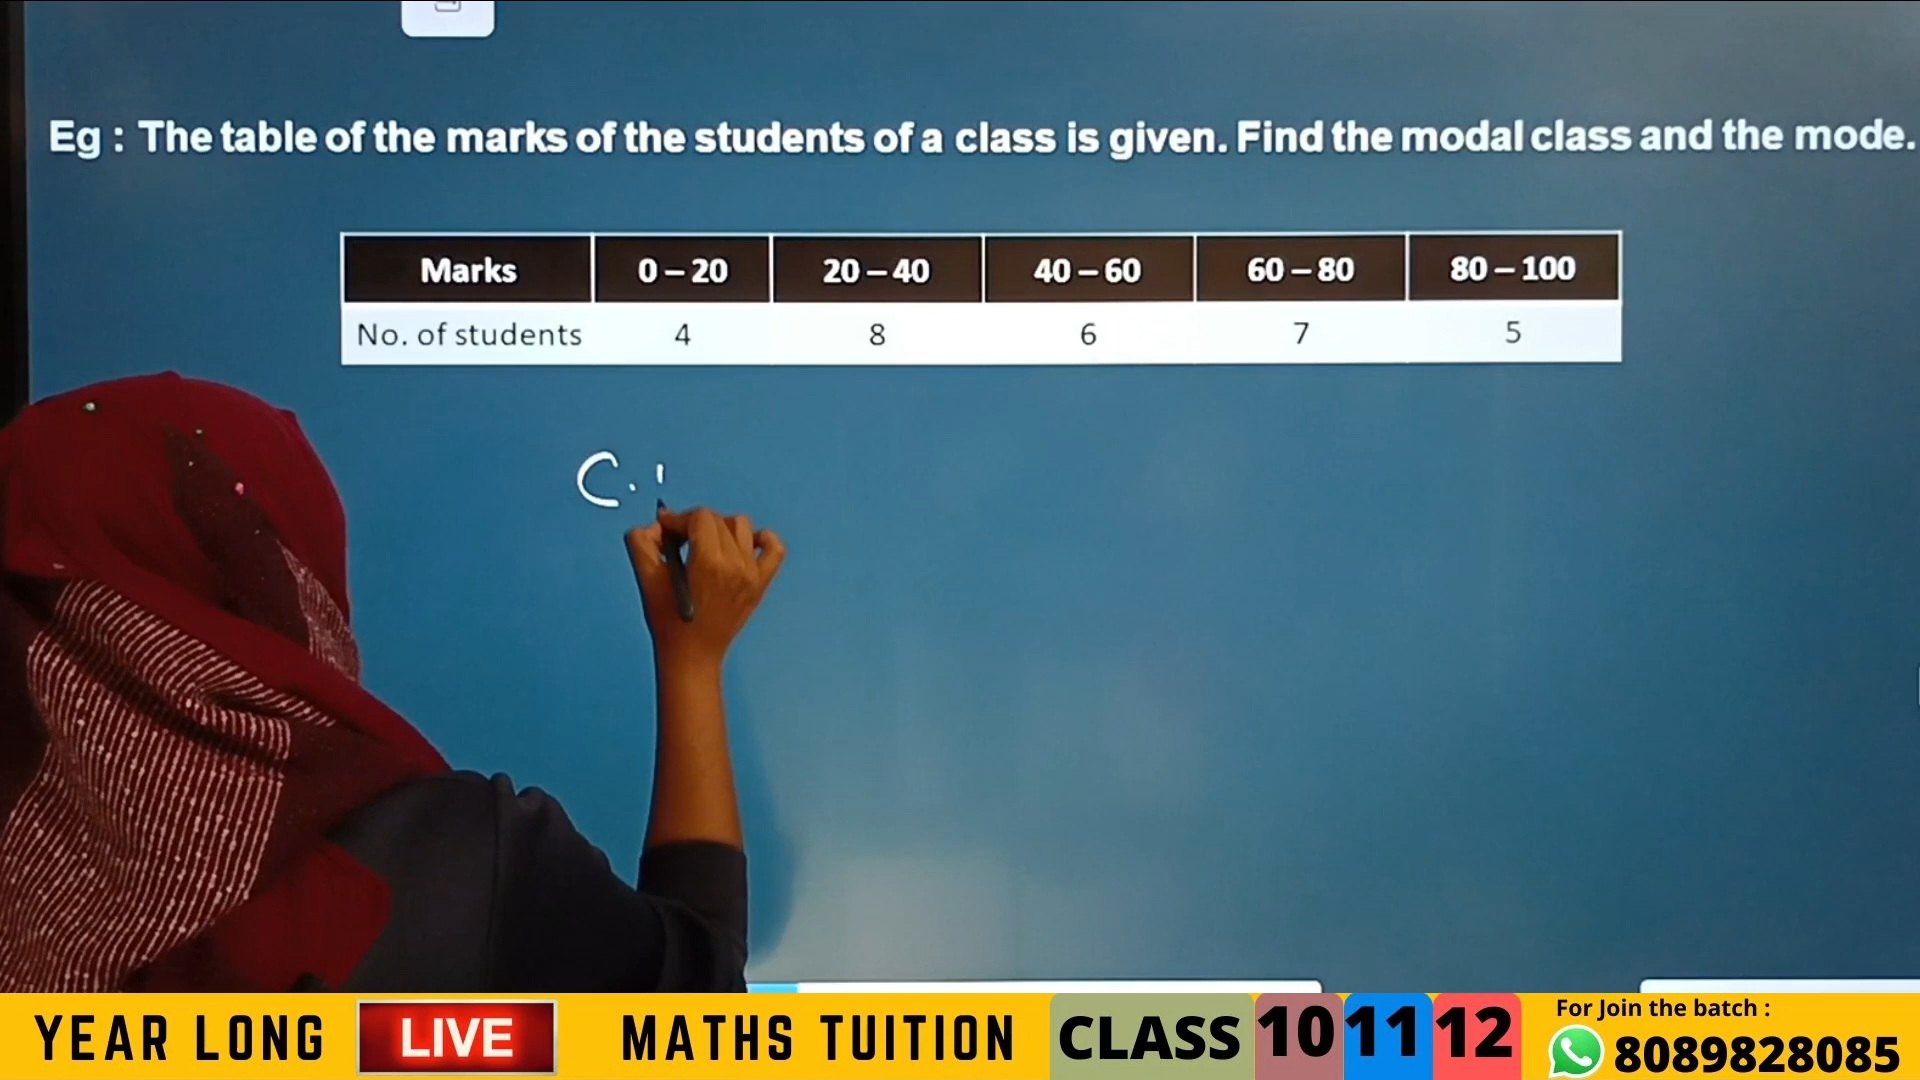 Eg : The table of the marks of the students of a class is given. Find the modal class and the mode.
Marks 0 – 20 20 – 40 40 – 60 60 – 80 80 – 100
No. of students 4 8 6 7 5
C.
YEAR LONG LIVE MATHS TUITION CLASS 10 11 12
For Join the batch :
8089828085